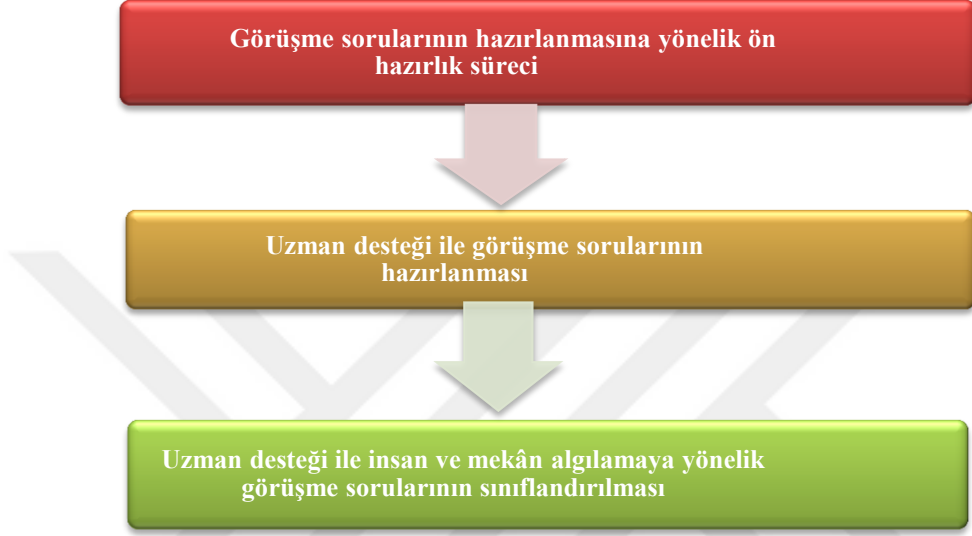 Görüşme sorularının hazırlanmasına yönelik ön
hazırlık süreci
Uzman desteği ile görüşme sorularının
hazırlanması
Uzman desteği ile insan ve mekân algılamaya yönelik
görüşme sorularının sınıflandırılması